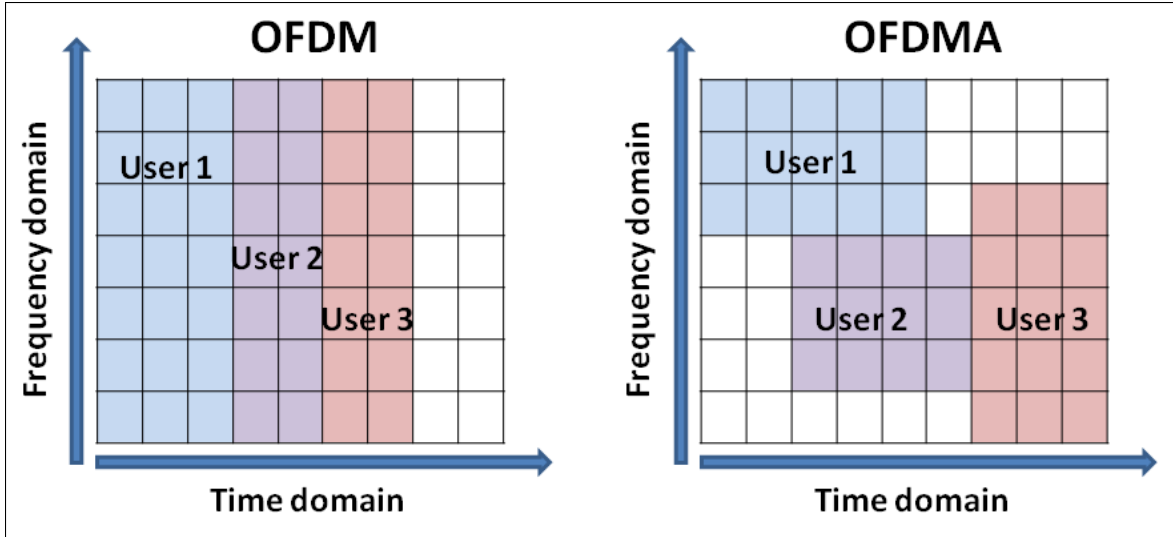 OFDM
Frequency domain
User 1
User 2
User 3
Time domain
OFDMA
Frequency domain
User 1
User 2
User 3
Time domain